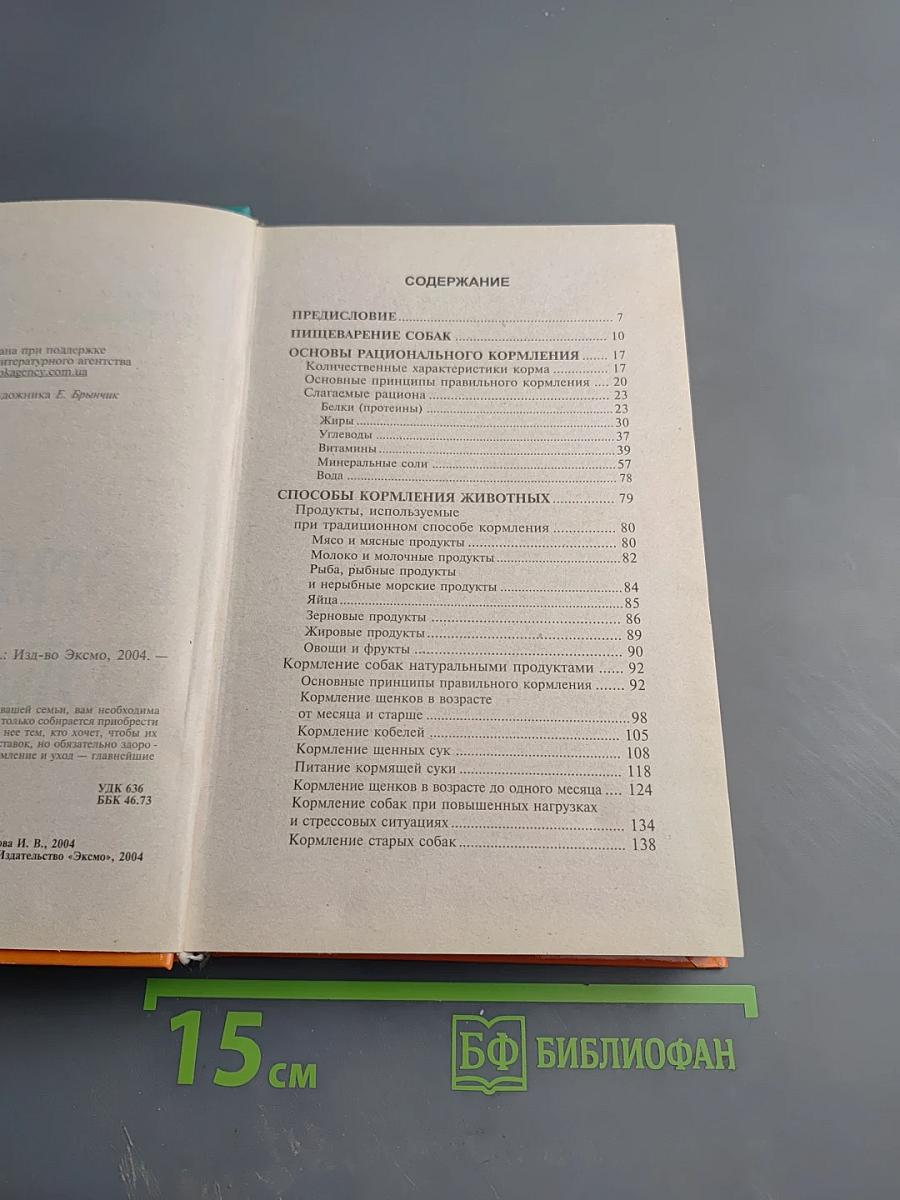 ана при поддержке
итературного агентства
okagency.com.ua
дожника Е. Брынчик
.: Изд-во Эксмо, 2004. —
вашей семьи, вам необходима
только собирается приобрести
нее тем, кто хочет, чтобы их
ставок, но обязательно здоро -
мление и уход — главнейшие
УДК 636
ББК 46.73
ова И. В., 2004
Издательство «Эксмо», 2004
СОДЕРЖАНИЕ
ПРЕДИСЛОВИЕ ... 7
ПИЩЕВАРЕНИЕ СОБАК ... 10
ОСНОВЫ РАЦИОНАЛЬНОГО КОРМЛЕНИЯ ... 17
Количественные характеристики корма ... 17
Основные принципы правильного кормления ... 20
Слагаемые рациона ... 23
Белки (протеины) ... 23
Жиры ... 30
Углеводы ... 37
Витамины ... 39
Минеральные соли ... 57
Вода ... 78
СПОСОБЫ КОРМЛЕНИЯ ЖИВОТНЫХ ... 79
Продукты, используемые
при традиционном способе кормления ... 80
Мясо и мясные продукты ... 80
Молоко и молочные продукты ... 82
Рыба, рыбные продукты
и нерыбные морские продукты ... 84
Яйца ... 85
Зерновые продукты ... 86
Жировые продукты ... 89
Овощи и фрукты ... 90
Кормление собак натуральными продуктами ... 92
Основные принципы правильного кормления ... 92
Кормление щенков в возрасте
от месяца и старше ... 98
Кормление кобелей ... 105
Кормление щенных сук ... 108
Питание кормящей суки ... 118
Кормление щенков в возрасте до одного месяца ... 124
Кормление собак при повышенных нагрузках
и стрессовых ситуациях ... 134
Кормление старых собак ... 138
15 см
БФ БИБЛИОФАН